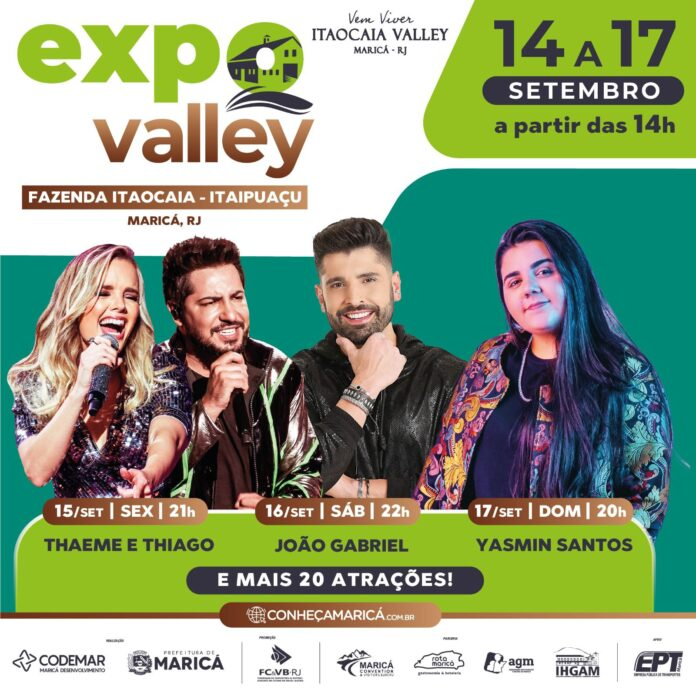 expo
valley
Vem Viver
ITAOCAIA VALLEY
MARICÁ - RJ
14 A 17
SETEMBRO
a partir das 14h
FAZENDA ITAOCAIA - ITAIPUAÇU
MARICÁ, RJ
15/SET | SEX | 21h
THAEME E THIAGO
16/SET | SÁB | 22h
JOÃO GABRIEL
17/SET | DOM | 20h
YASMIN SANTOS
E MAIS 20 ATRAÇÕES!
CONHEÇAMARICÁ.COM.BR
REALIZAÇÃO
CODEMAR
MARICÁ DESENVOLVIMENTO
PREFEITURA DE
MARICÁ
PROMOÇÃO
FC&VB-RJ
MARICÁ
CONVENTION
& VISITORS BUREAU
PARCERIA
rota
maricá
gastronomia & hotelaria
agm
IHGAM
APOIO
EPT
MARICÁ
EMPRESA PÚBLICA DE TRANSPORTES